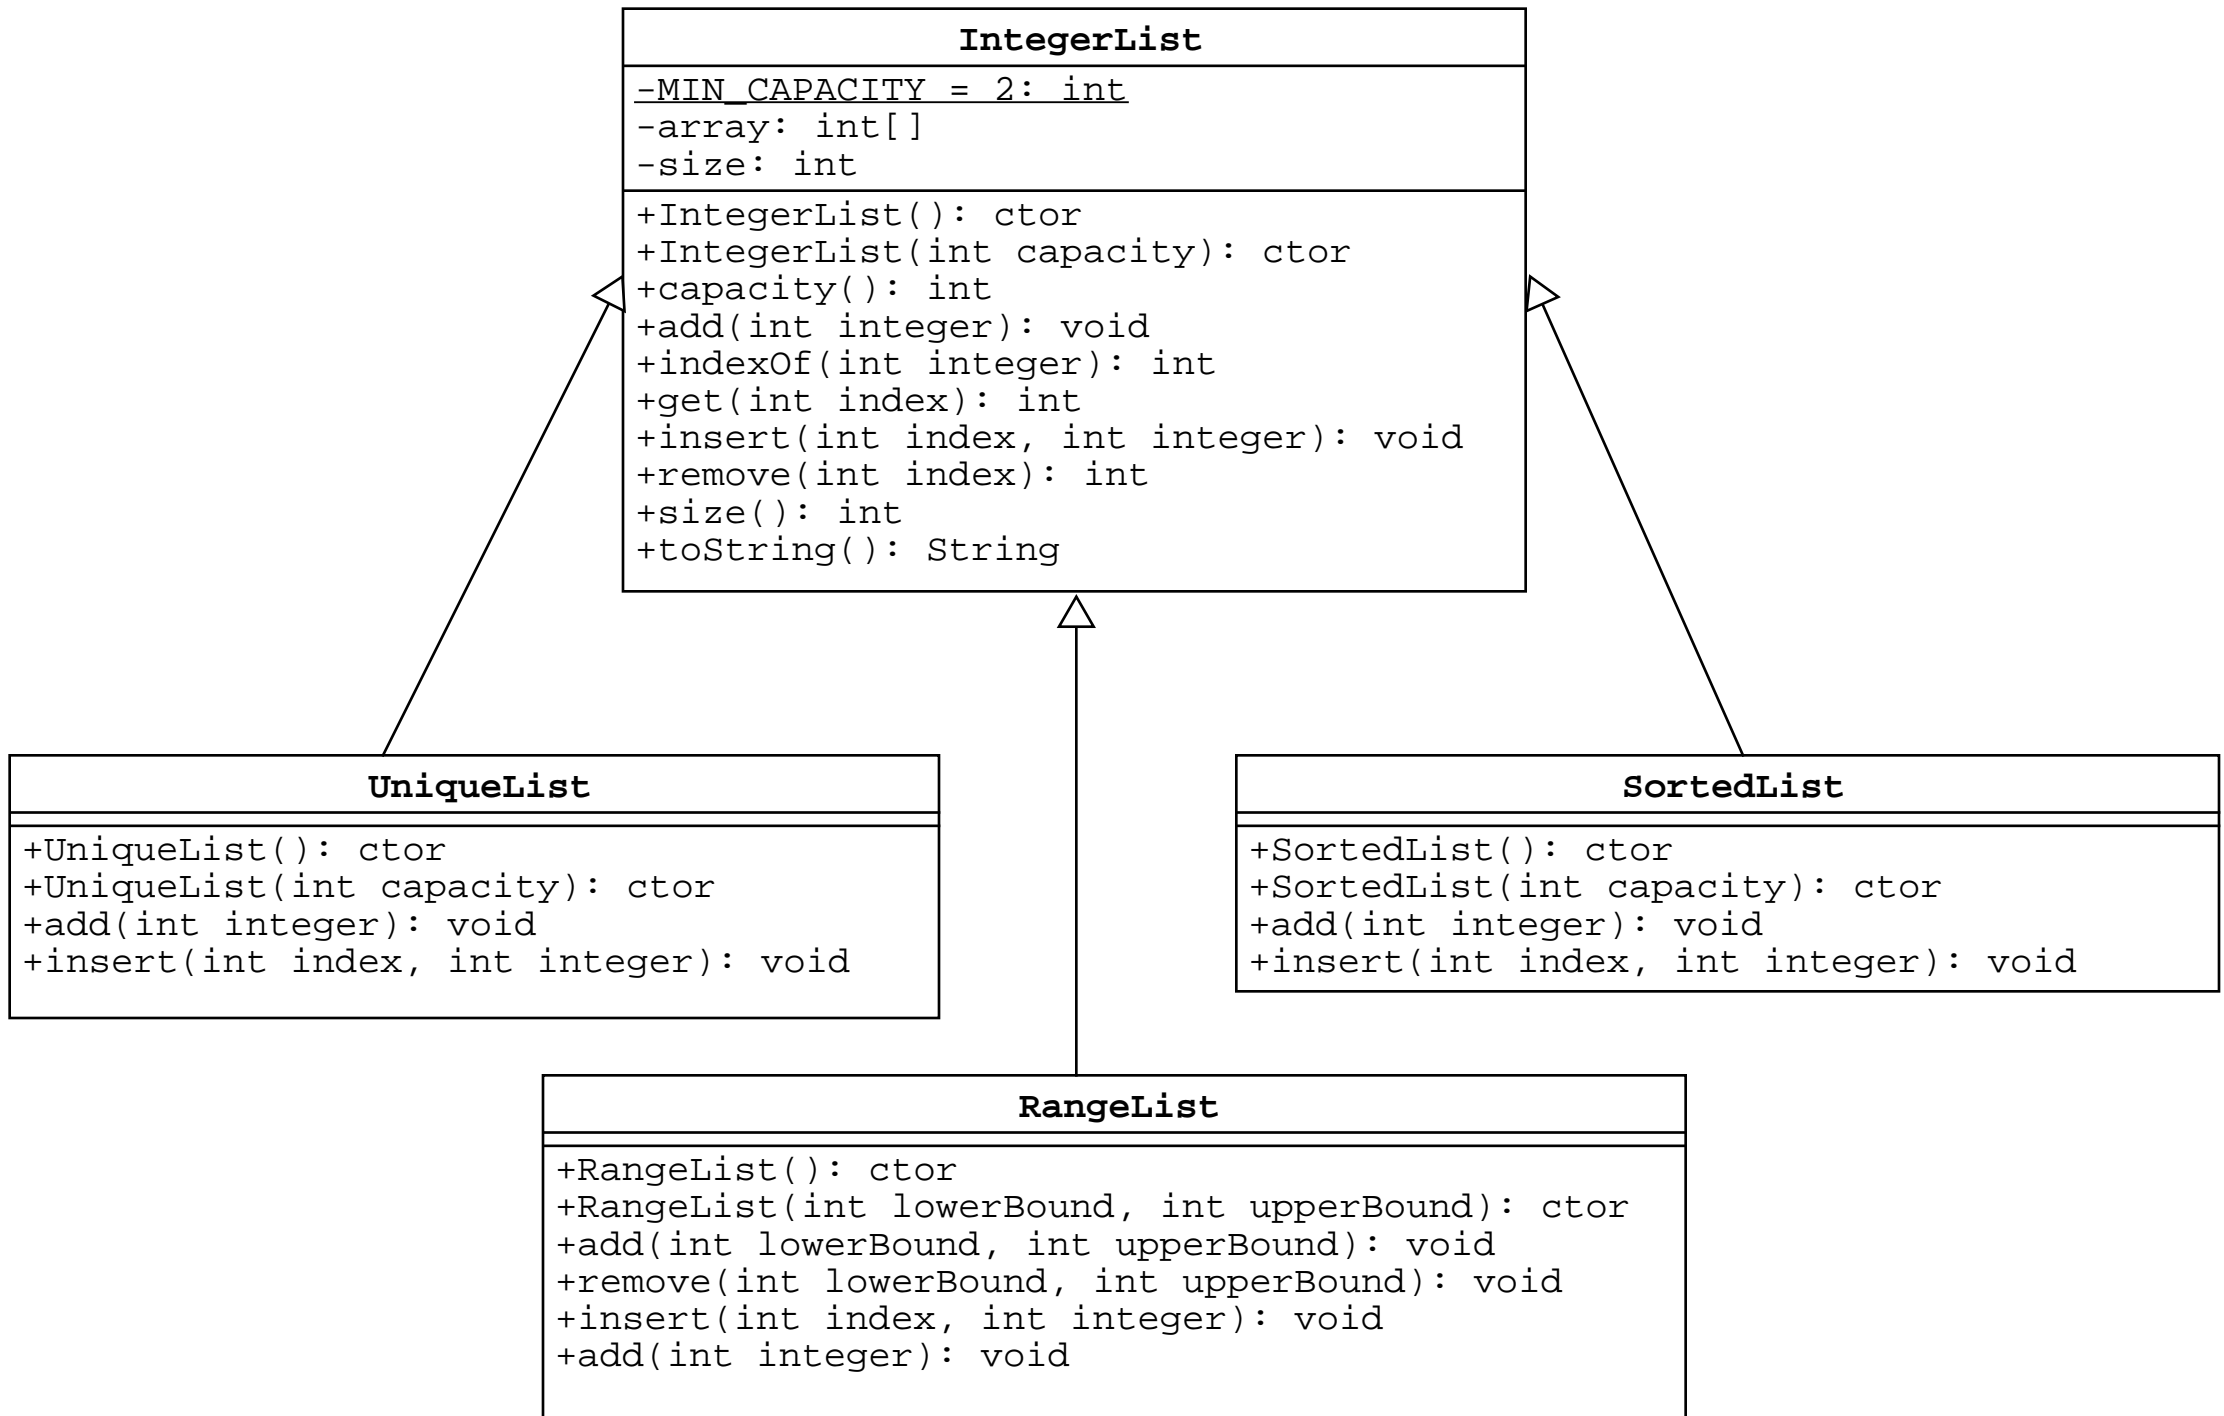 IntegerList
-MIN_CAPACITY = 2: int
-array: int[]
-size: int
+IntegerList(): ctor
+IntegerList(int capacity): ctor
+capacity(): int
+add(int integer): void
+indexOf(int integer): int
+get(int index): int
+insert(int index, int integer): void
+remove(int index): int
+size(): int
+toString(): String
UniqueList
+UniqueList(): ctor
+UniqueList(int capacity): ctor
+add(int integer): void
+insert(int index, int integer): void
SortedList
+SortedList(): ctor
+SortedList(int capacity): ctor
+add(int integer): void
+insert(int index, int integer): void
RangeList
+RangeList(): ctor
+RangeList(int lowerBound, int upperBound): ctor
+add(int lowerBound, int upperBound): void
+remove(int lowerBound, int upperBound): void
+insert(int index, int integer): void
+add(int integer): void